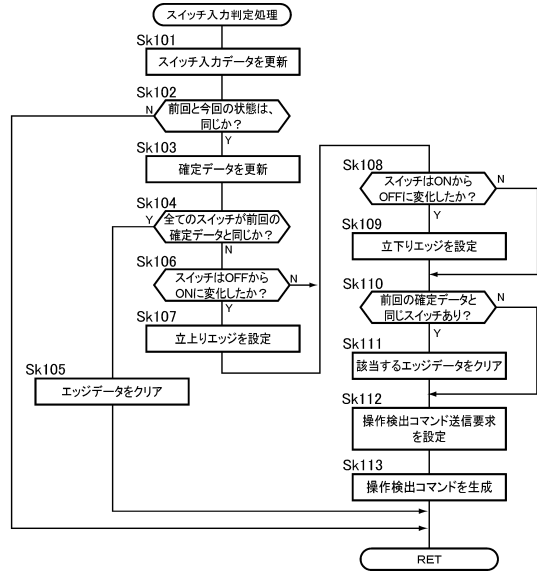 スイッチ入力判定処理
Sk101
スイッチ入力データを更新
Sk102
N
前回と今回の状態は、
同じか？
Y
Sk103
確定データを更新
Sk104
Y
全てのスイッチが前回の
確定データと同じか？
N
Sk106
スイッチはOFFから
ONに変化したか？
N
Y
Sk107
立上りエッジを設定
Sk105
エッジデータをクリア
Sk108
スイッチはONから
OFFに変化したか？
N
Y
Sk109
立下りエッジを設定
Sk110
前回の確定データと
同じスイッチあり？
N
Y
Sk111
該当するエッジデータをクリア
Sk112
操作検出コマンド送信要求
を設定
Sk113
操作検出コマンドを生成
RET